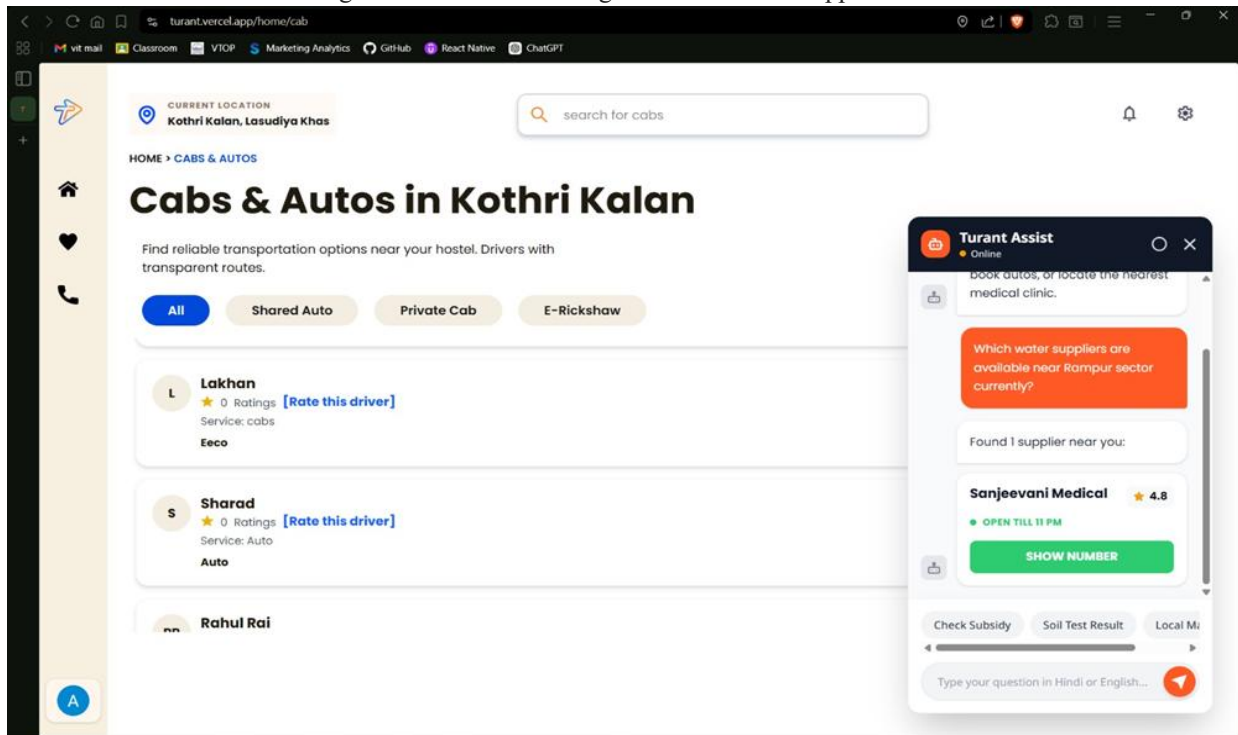 turant.vercel.app/home/cab
vit mail Classroom VTOP Marketing Analytics GitHub React Native ChatGPT
CURRENT LOCATION
Kothri Kalan, Lasudiya Khas
search for cabs
HOME > CABS & AUTOS
Cabs & Autos in Kothri Kalan
Find reliable transportation options near your hostel. Drivers with
transparent routes.
All Shared Auto Private Cab E-Rickshaw
L
Lakhan
0 Ratings [Rate this driver]
Service: cabs
Eeco
S
Sharad
0 Ratings [Rate this driver]
Service: Auto
Auto
Rahul Rai
A
Turant Assist
Online
book autos, or locate the nearest
medical clinic.
Which water suppliers are
available near Rampur sector
currently?
Found 1 supplier near you:
Sanjeevani Medical 4.8
OPEN TILL 11 PM
SHOW NUMBER
Check Subsidy Soil Test Result Local
Type your question in Hindi or English...